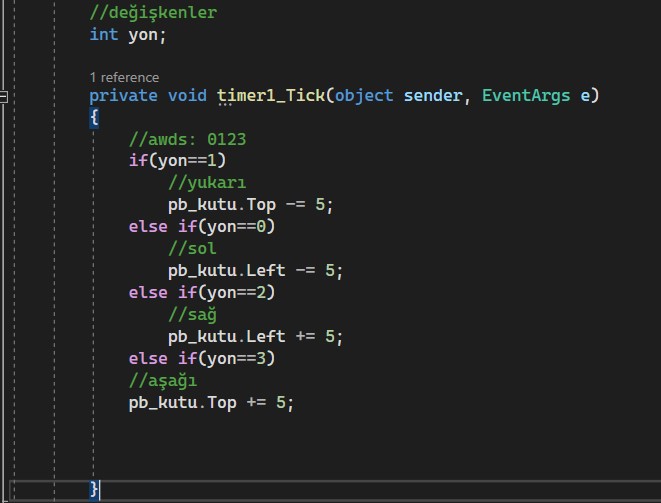 //değişkenler
int yon;
1 reference
private void timer1_Tick(object sender, EventArgs e)
{
//awds: 0123
if(yon==1)
//yukarı
pb_kutu.Top -= 5;
else if(yon==0)
//sol
pb_kutu.Left -= 5;
else if(yon==2)
//sağ
pb_kutu.Left += 5;
else if(yon==3)
//aşağı
pb_kutu.Top += 5;
}